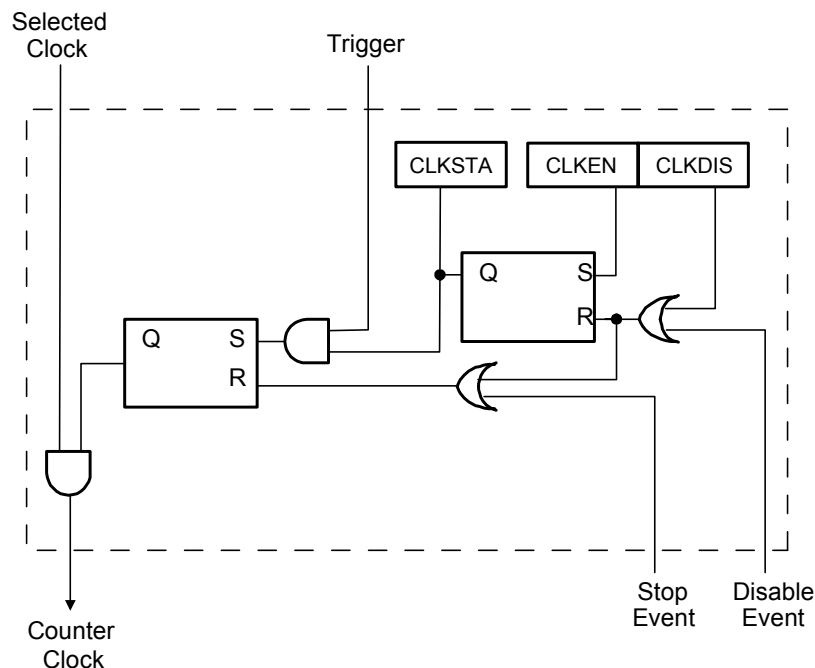 Selected
Clock
Trigger
CLKSTA
CLKEN
CLKDIS
Q
S
R
Q
S
R
Stop
Event
Disable
Event
Counter
Clock